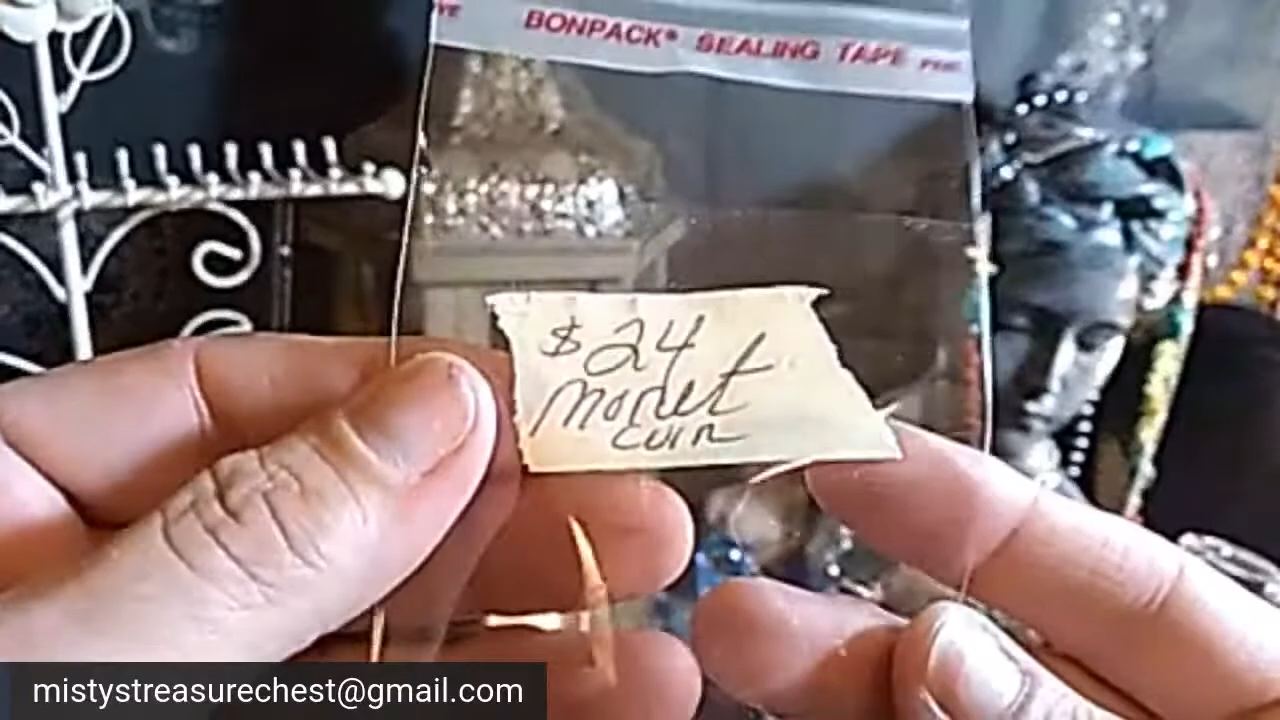 BONPACK® SEALING TAPE
$24
monet
coin
mistystreasurechest@gmail.com